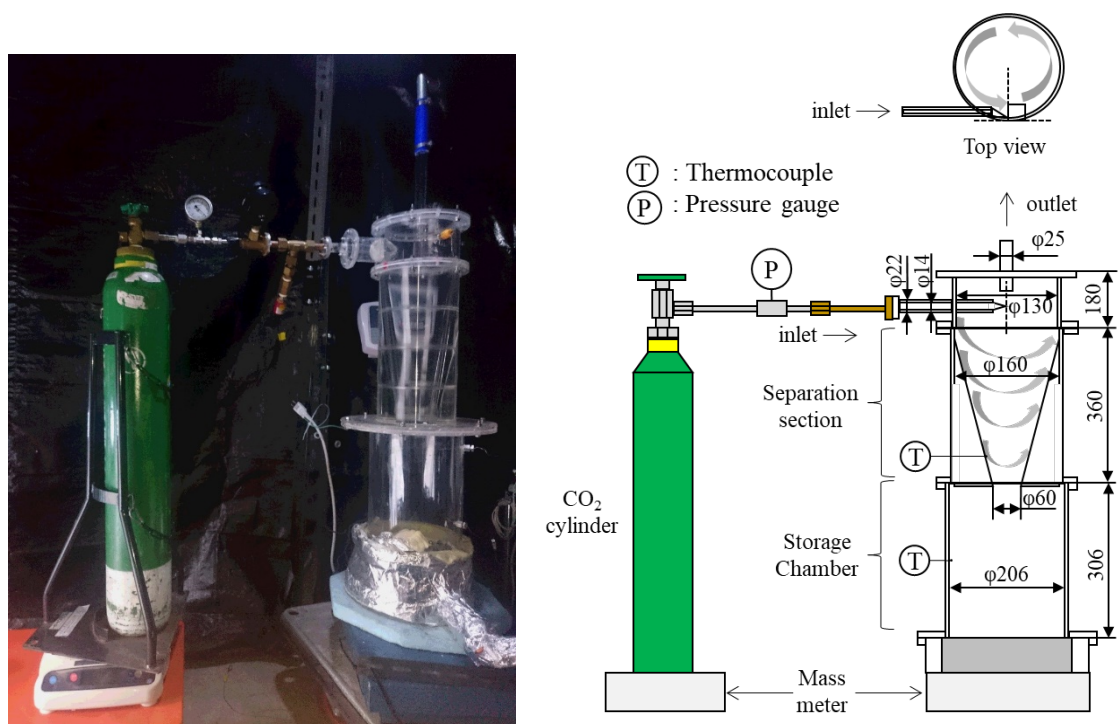 inlet
Top view
T : Thermocouple
P : Pressure gauge
outlet
φ25
P
φ22
φ14
φ130
180
inlet
φ160
Separation
section
360
T
φ60
CO₂
cylinder
Storage
Chamber
T
φ206
306
Mass
meter